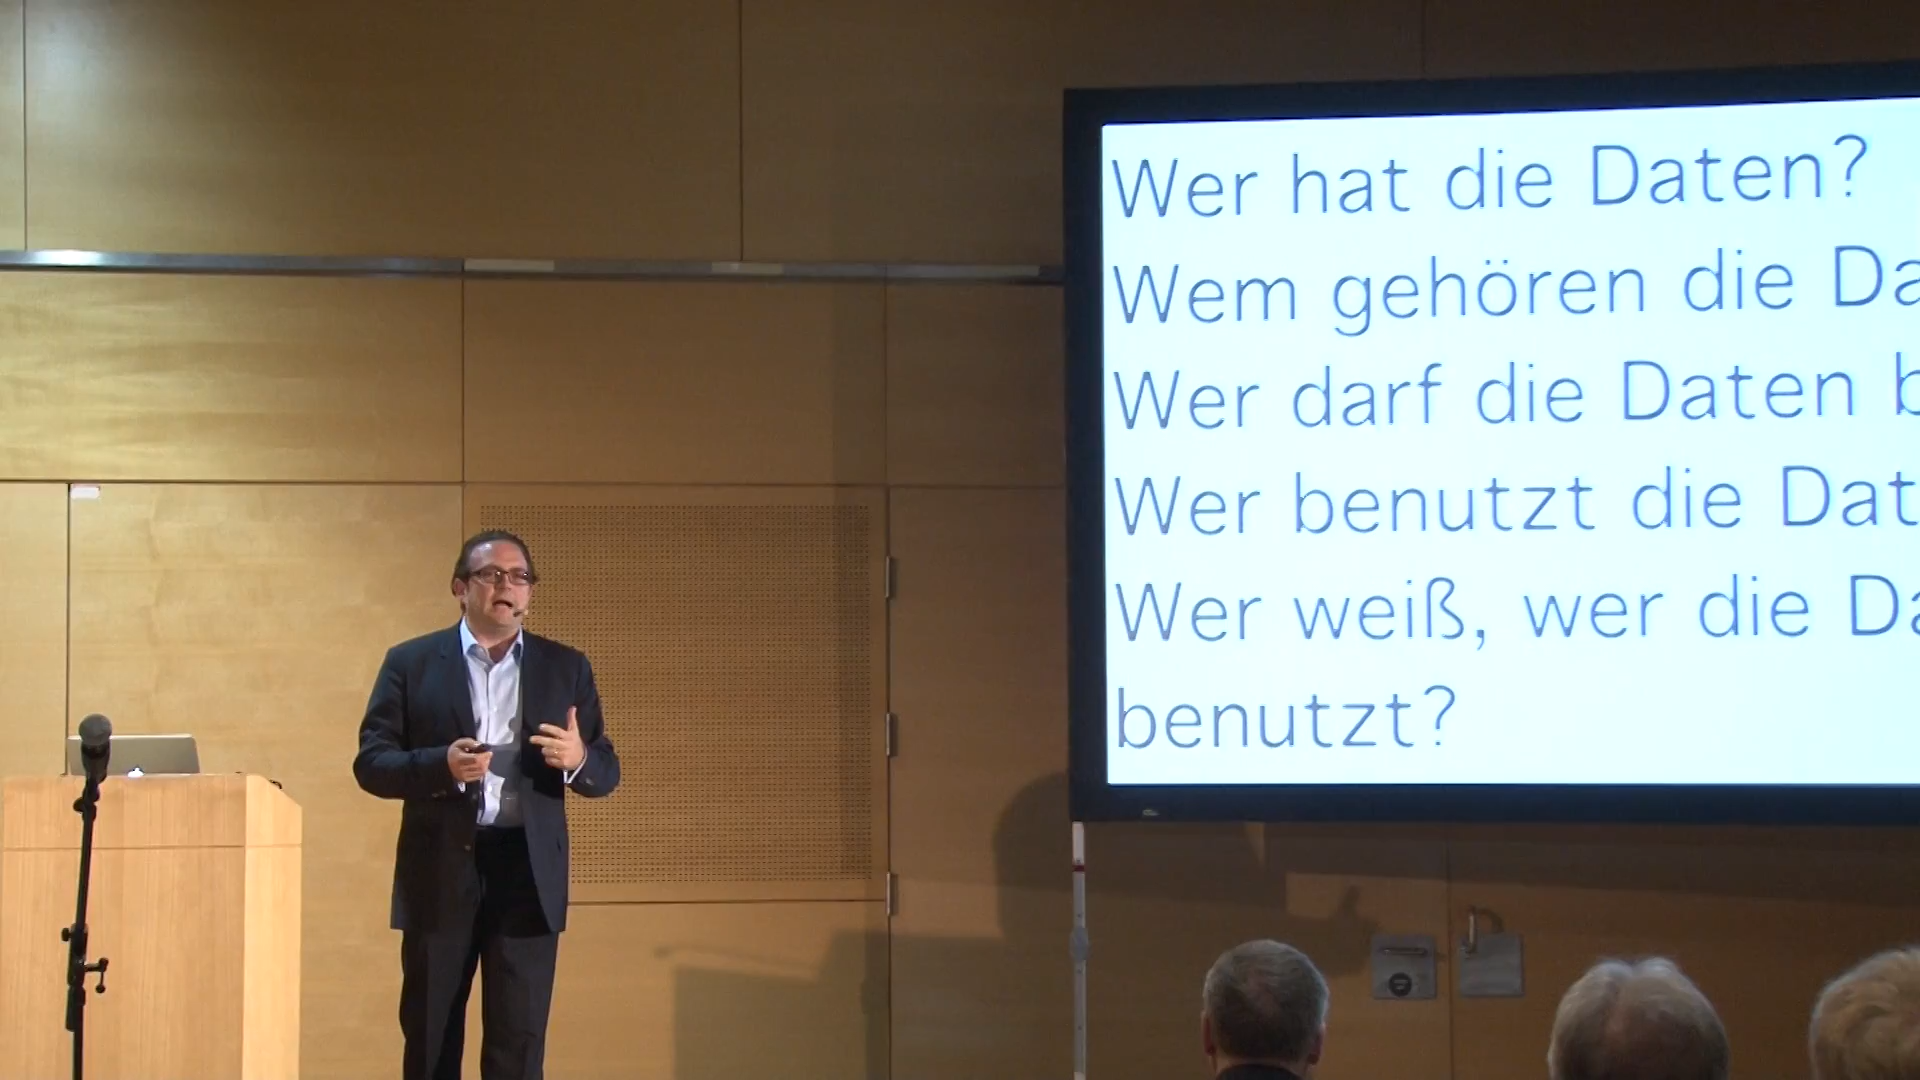 Wer hat die Daten?
Wem gehören die Da
Wer darf die Daten b
Wer benutzt die Dat
Wer weiß, wer die Da
benutzt?